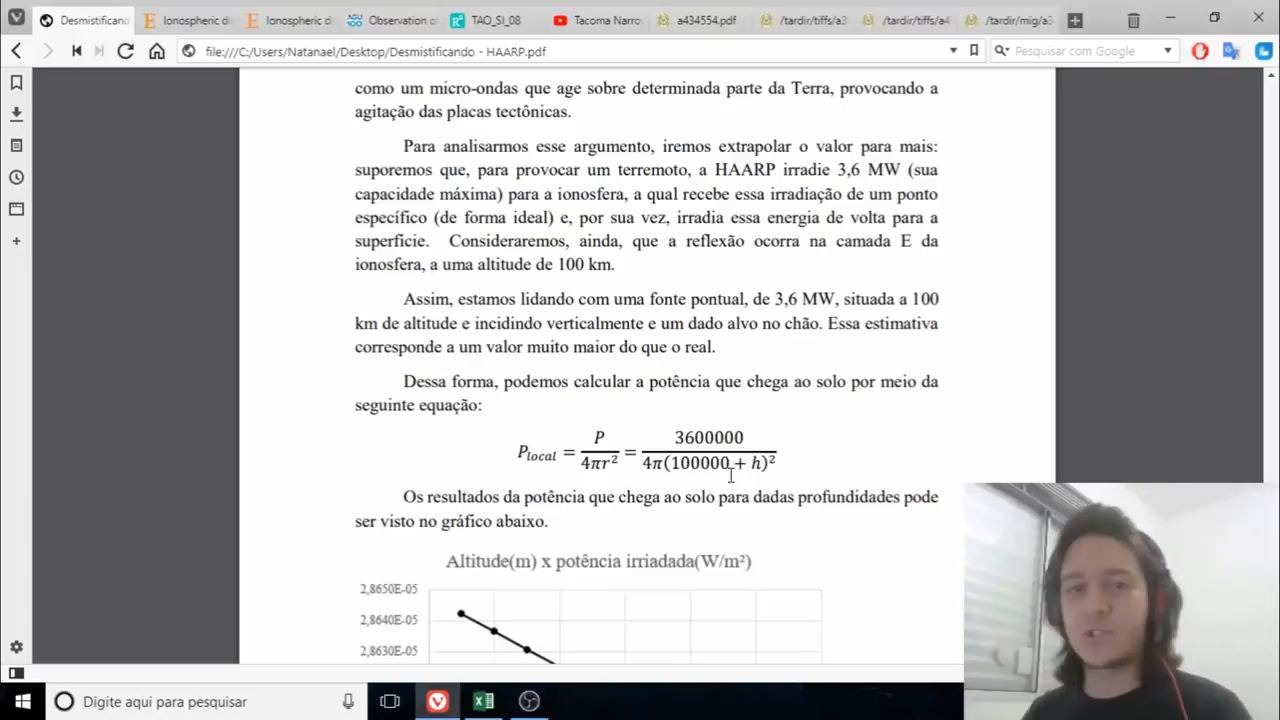 Desmistificando
Ionospheric di
Ionospheric di
AGU
Observation o
TAO_SI_08
Tacoma Narro
a434554.pdf
/tardir/tiffs/a3
/tardir/tiffs/a4
/tardir/mig/a3
file:///C:/Users/Natanael/Desktop/Desmistificando - HAARP.pdf
Pesquisar com Google
como um micro-ondas que age sobre determinada parte da Terra, provocando a
agitação das placas tectônicas.
Para analisarmos esse argumento, iremos extrapolar o valor para mais:
suporemos que, para provocar um terremoto, a HAARP irradie 3,6 MW (sua
capacidade máxima) para a ionosfera, a qual recebe essa irradiação de um ponto
específico (de forma ideal) e, por sua vez, irradia essa energia de volta para a
superfície. Consideraremos, ainda, que a reflexão ocorra na camada E da
ionosfera, a uma altitude de 100 km.
Assim, estamos lidando com uma fonte pontual, de 3,6 MW, situada a 100
km de altitude e incidindo verticalmente e um dado alvo no chão. Essa estimativa
corresponde a um valor muito maior do que o real.
Dessa forma, podemos calcular a potência que chega ao solo por meio da
seguinte equação:
P_local = P / 4πr² = 3600000 / 4π(100000 + h)²
Os resultados da potência que chega ao solo para dadas profundidades pode
ser visto no gráfico abaixo.
Altitude(m) x potência irriadada(W/m²)
2,8650E-05
2,8640E-05
2,8630E-05
Digite aqui para pesquisar